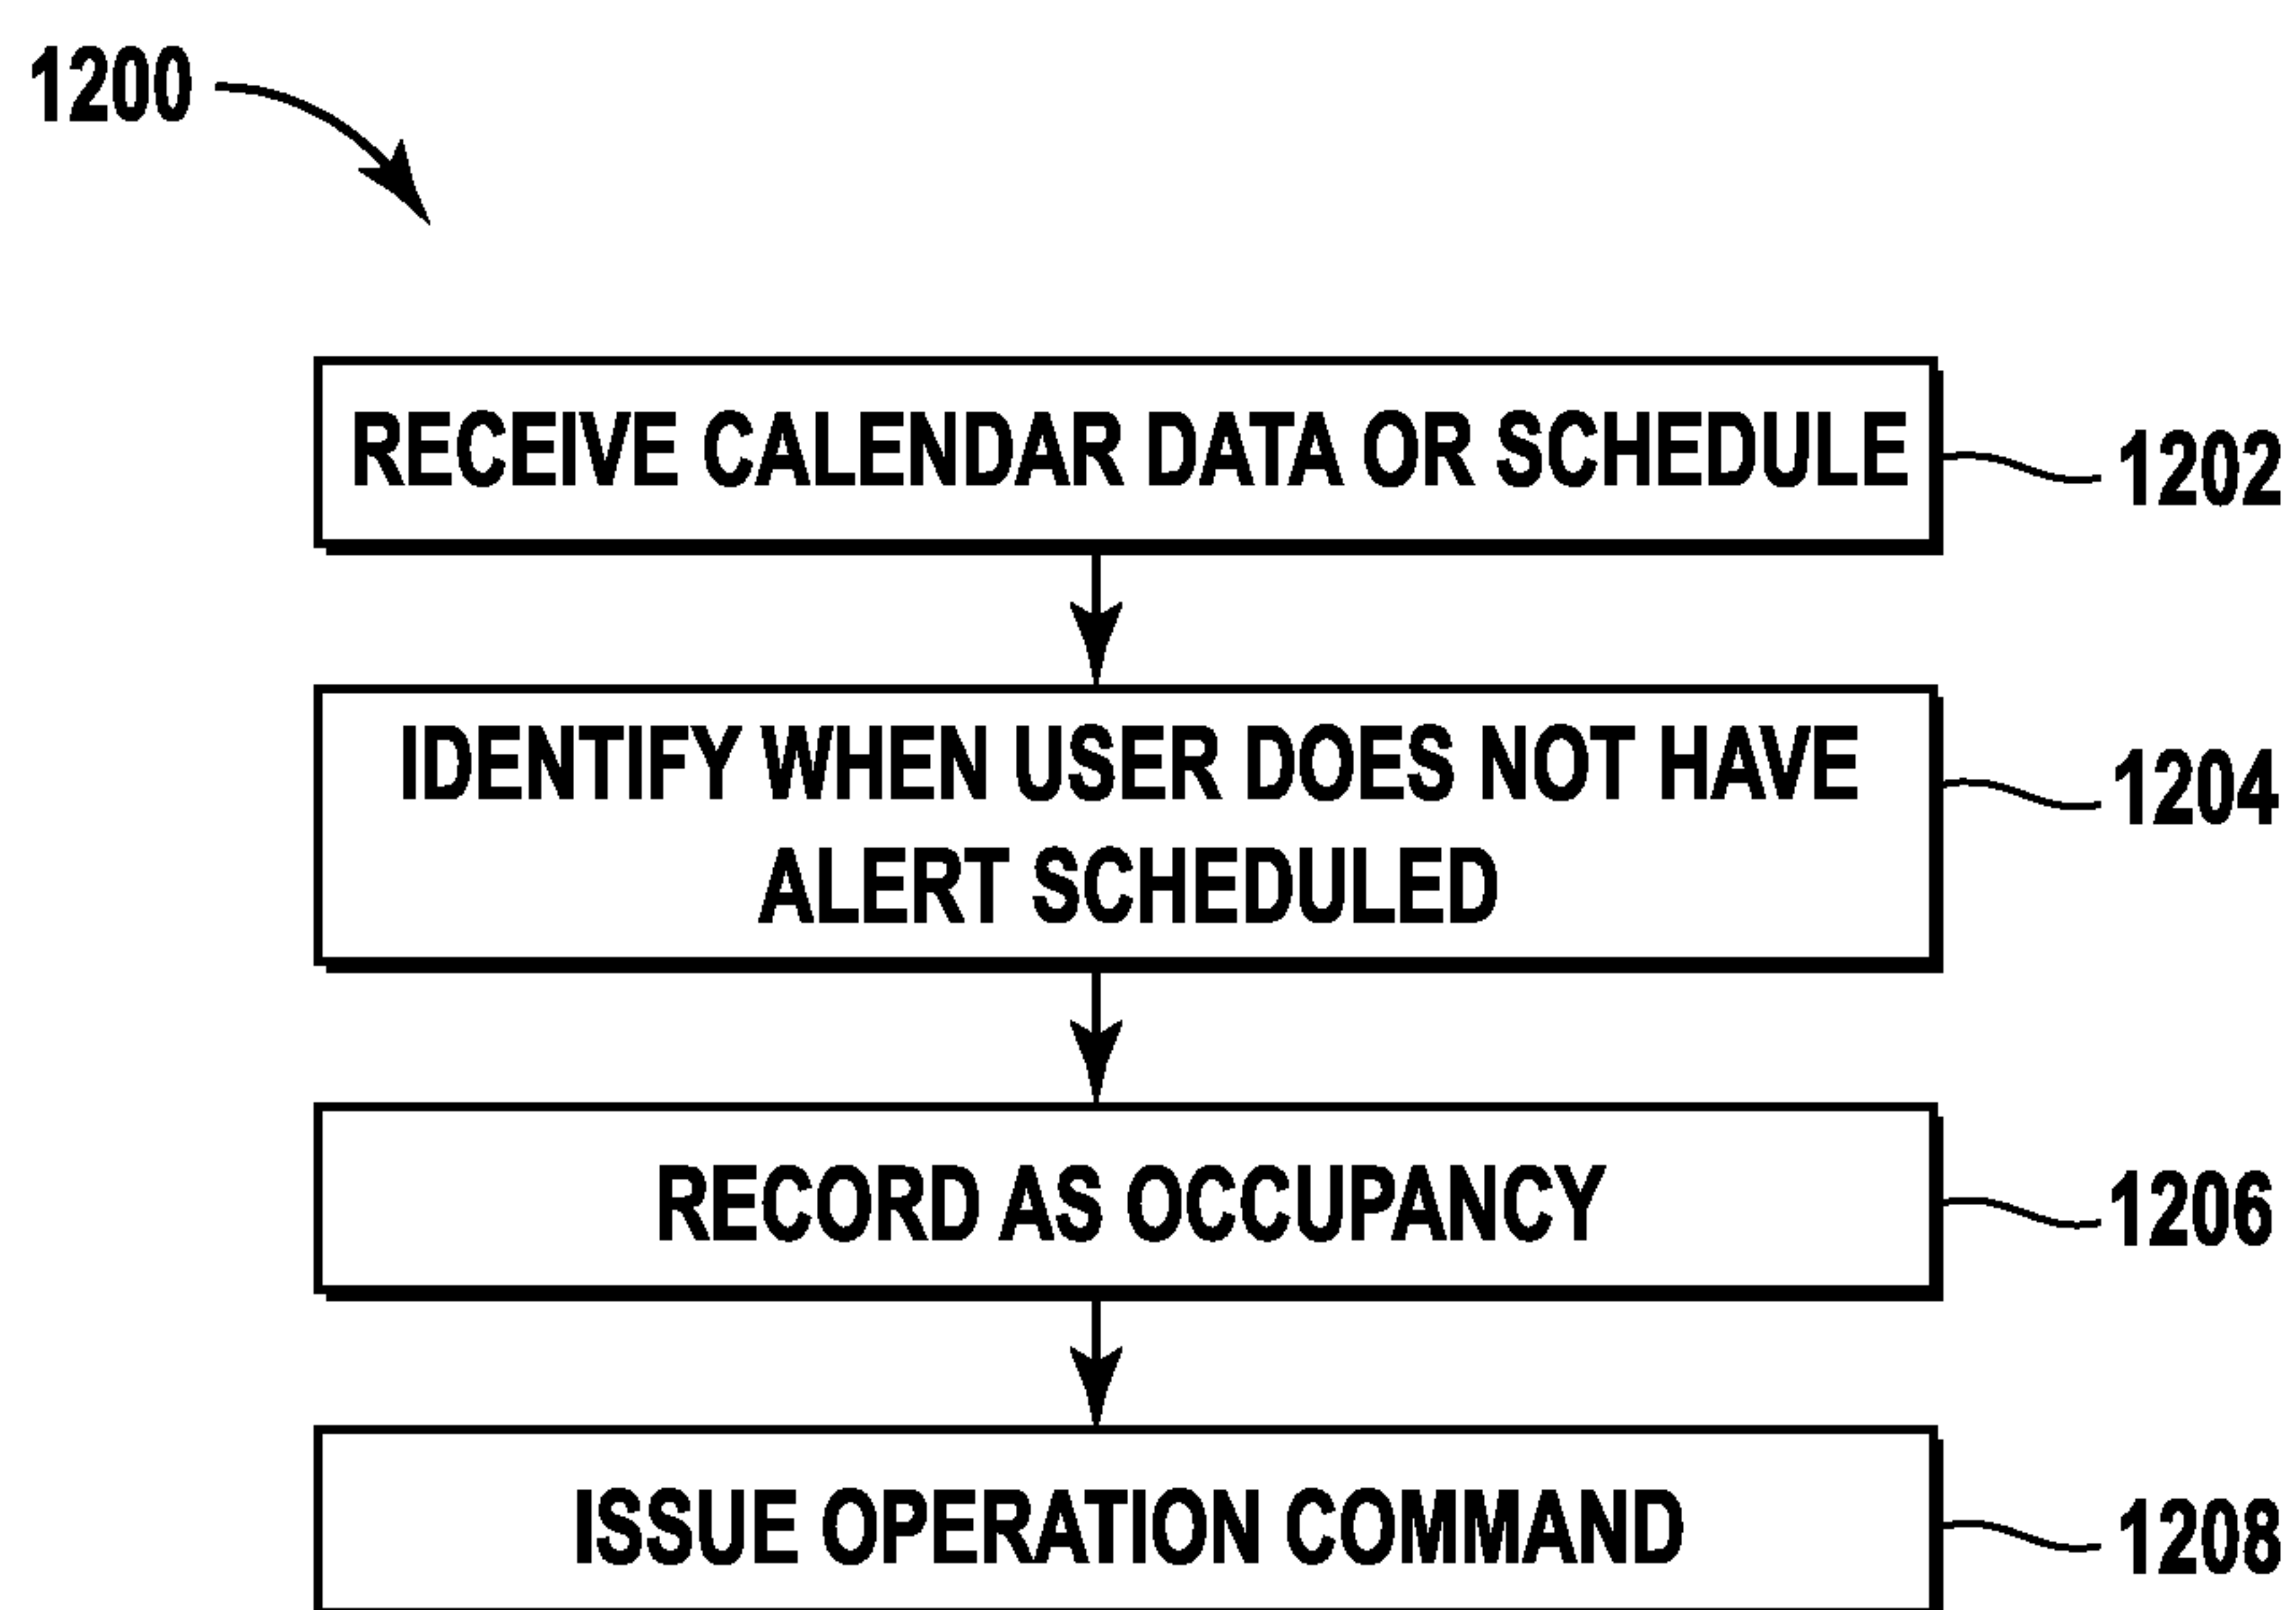 1200
RECEIVE CALENDAR DATA OR SCHEDULE
1202
IDENTIFY WHEN USER DOES NOT HAVE
ALERT SCHEDULED
1204
RECORD AS OCCUPANCY
1206
ISSUE OPERATION COMMAND
1208